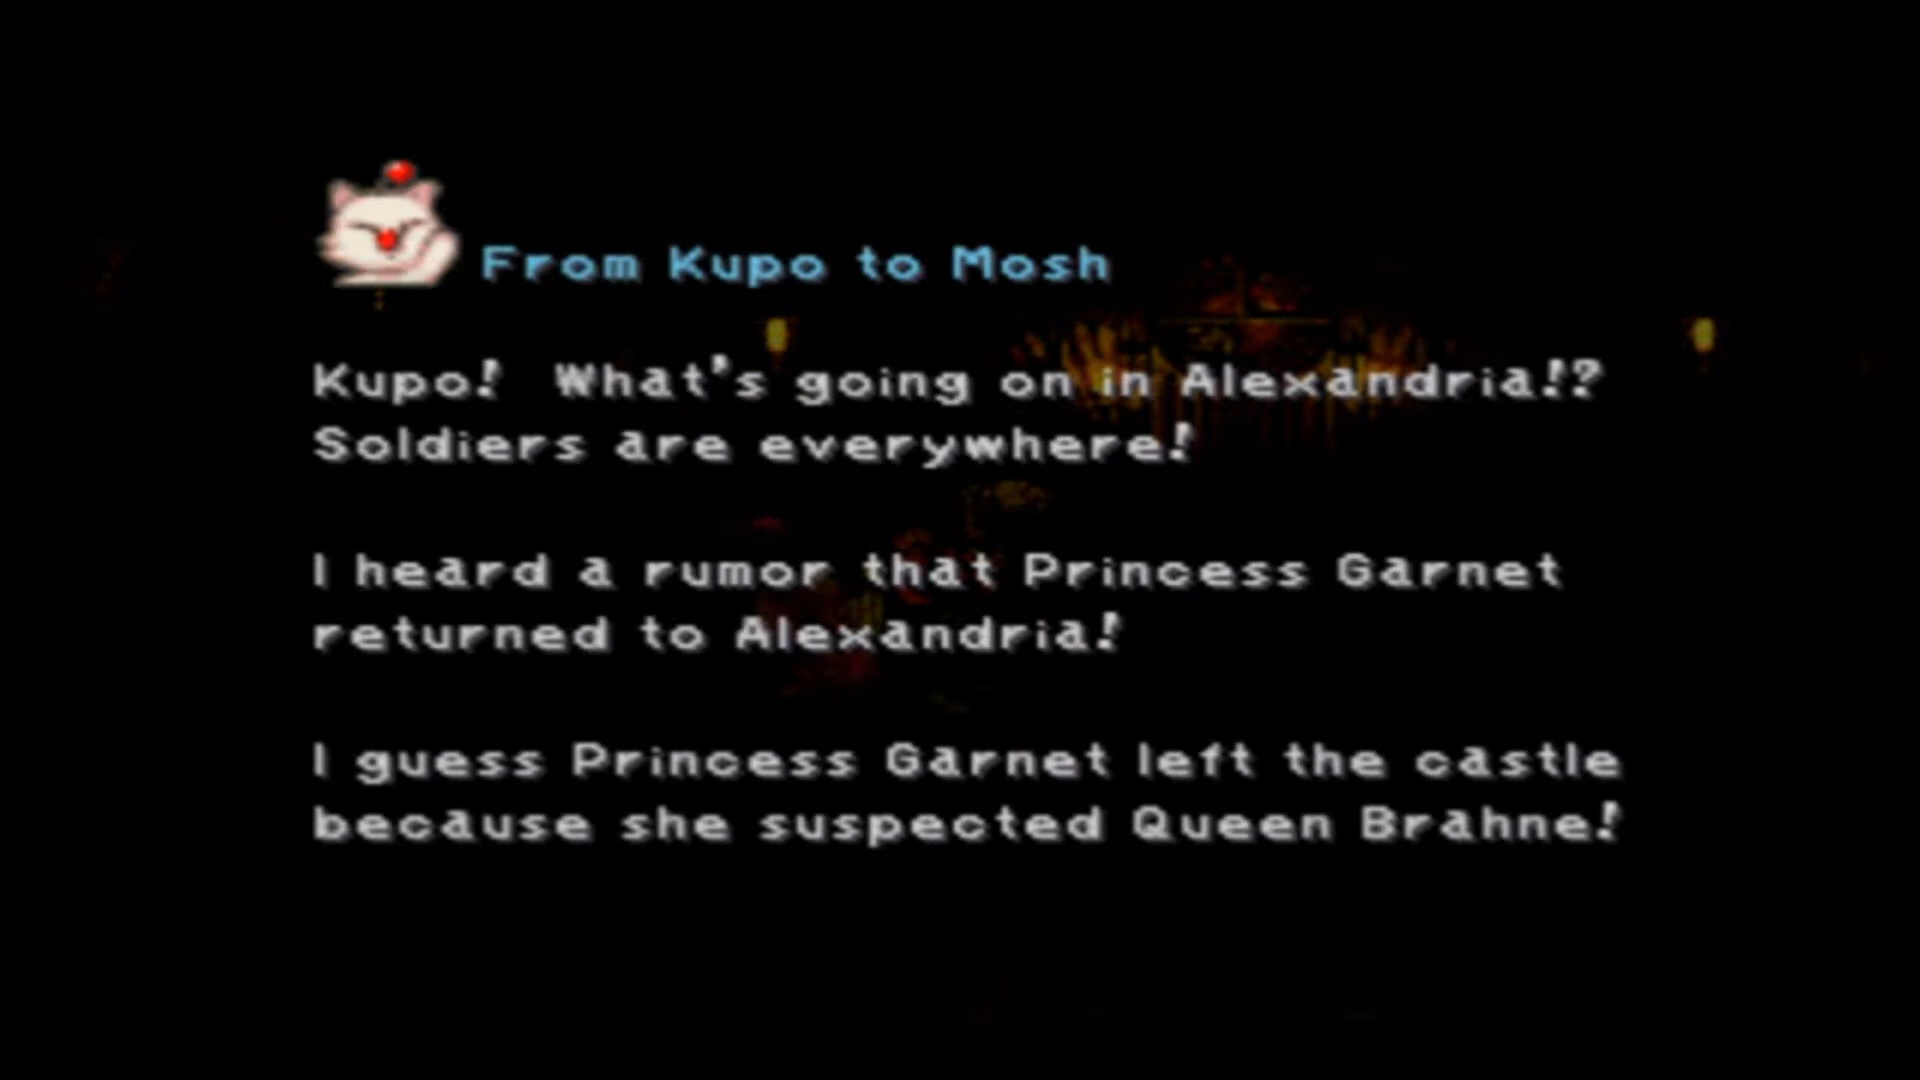 From Kupo to Mosh
Kupo!  What's going on in Alexandria!?
Soldiers are everywhere!
I heard a rumor that Princess Garnet
returned to Alexandria!
I guess Princess Garnet left the castle
because she suspected Queen Brahne!